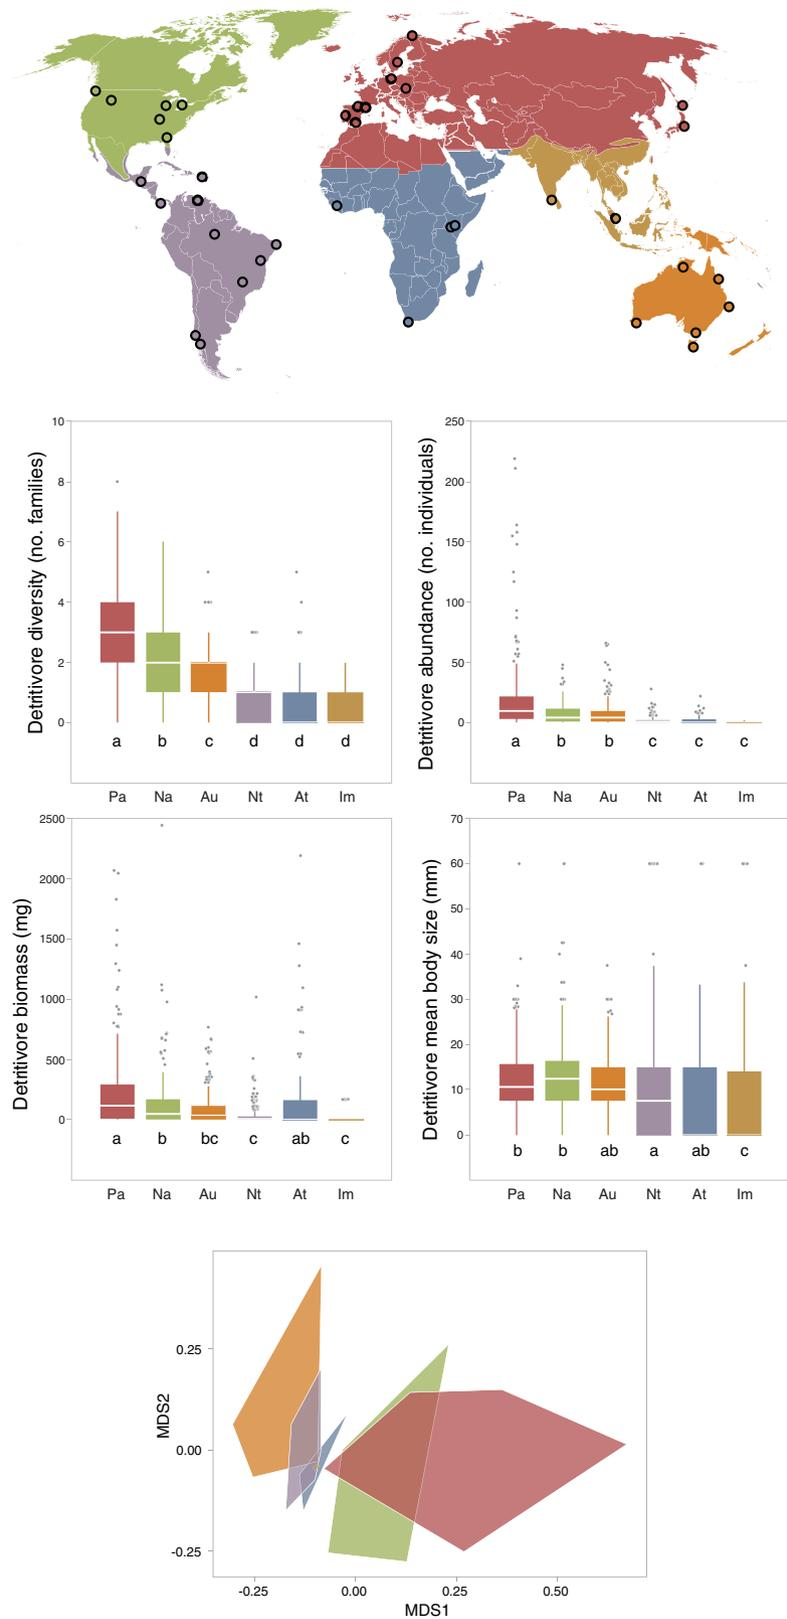 Detritivore diversity (no. families)
10
8
6
4
2
0
a b c d d d
Pa Na Au Nt At Im
Detritivore abundance (no. individuals)
250
200
150
100
50
0
a b b c c c
Pa Na Au Nt At Im
Detritivore biomass (mg)
2500
2000
1500
1000
500
0
a b bc c ab c
Pa Na Au Nt At Im
Detritivore mean body size (mm)
70
60
50
40
30
20
10
0
b b ab a ab c
Pa Na Au Nt At Im
MDS2
0.25
0.00
-0.25
-0.25 0.00 0.25 0.50
MDS1